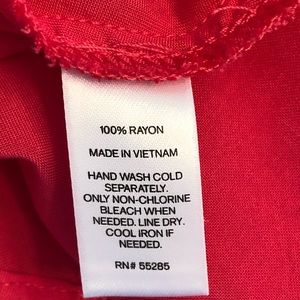 100% RAYON
MADE IN VIETNAM
HAND WASH COLD
SEPARATELY.
ONLY NON-CHLORINE
BLEACH WHEN
NEEDED. LINE DRY.
COOL IRON IF
NEEDED.
RN# 55285